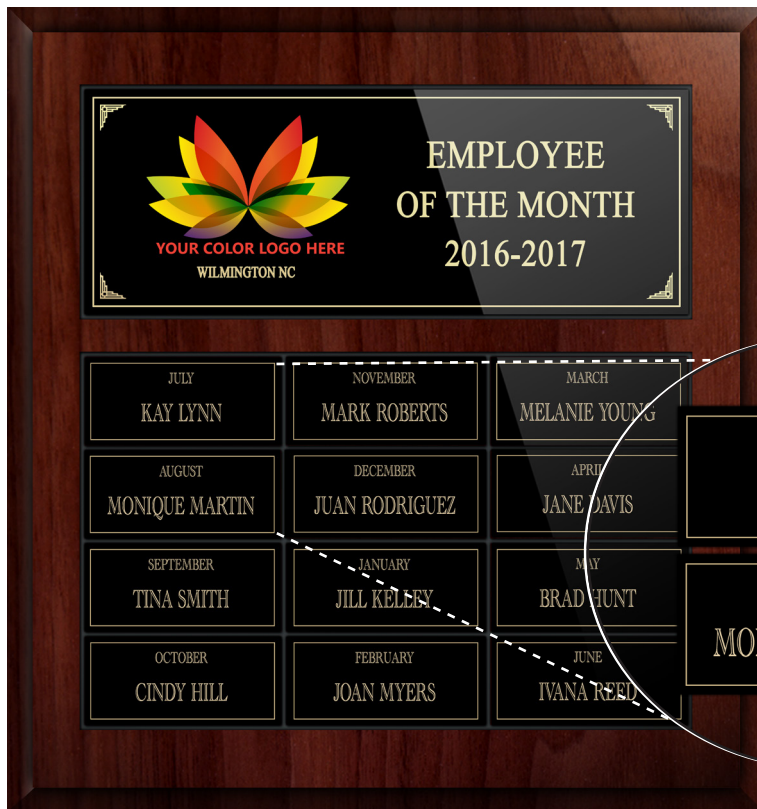 EMPLOYEE
OF THE MONTH
2016-2017
YOUR COLOR LOGO HERE
WILMINGTON NC
JULY
KAY LYNN
NOVEMBER
MARK ROBERTS
MARCH
MELANIE YOUNG
AUGUST
MONIQUE MARTIN
DECEMBER
JUAN RODRIGUEZ
APRIL
JANE DAVIS
SEPTEMBER
TINA SMITH
JANUARY
JILL KELLEY
MAY
BRAD HUNT
OCTOBER
CINDY HILL
FEBRUARY
JOAN MYERS
JUNE
IVANA REED